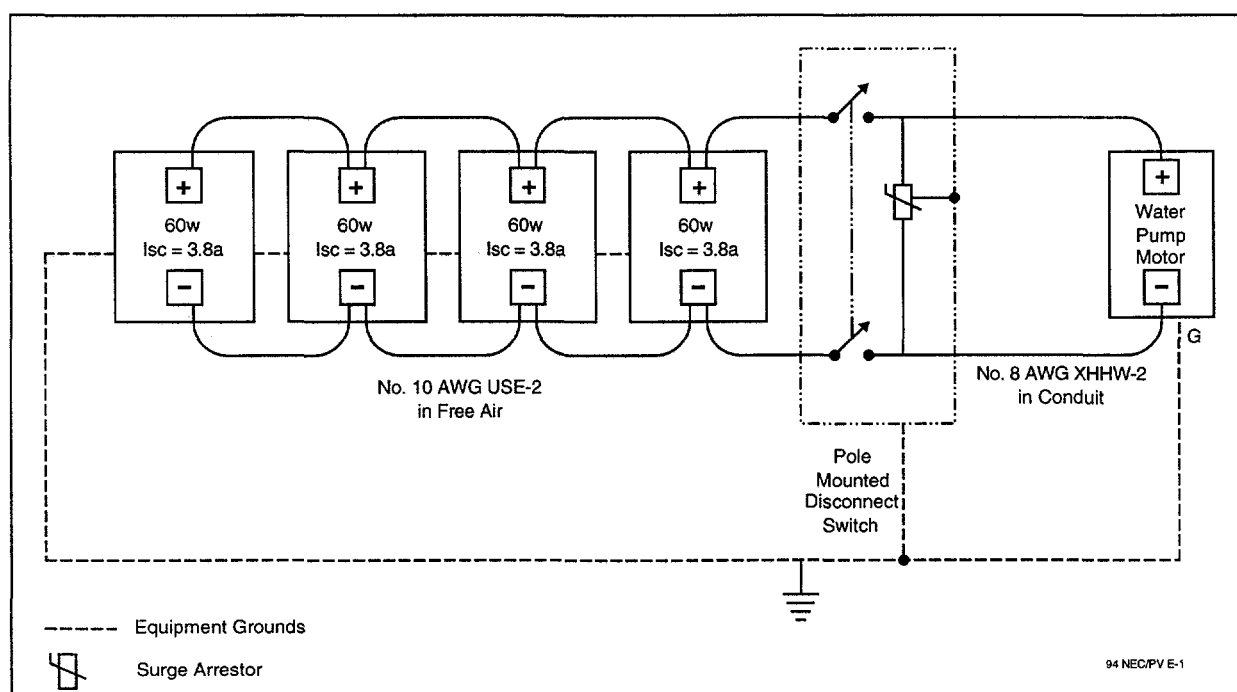 +
+
+
+
+
60w
Isc = 3.8a
60w
Isc = 3.8a
60w
Isc = 3.8a
60w
Isc = 3.8a
Water
Pump
Motor
−
−
−
−
−
G
No. 10 AWG USE-2
in Free Air
No. 8 AWG XHHW-2
in Conduit
Pole
Mounted
Disconnect
Switch
Equipment Grounds
Surge Arrestor
94 NEC/PV E-1